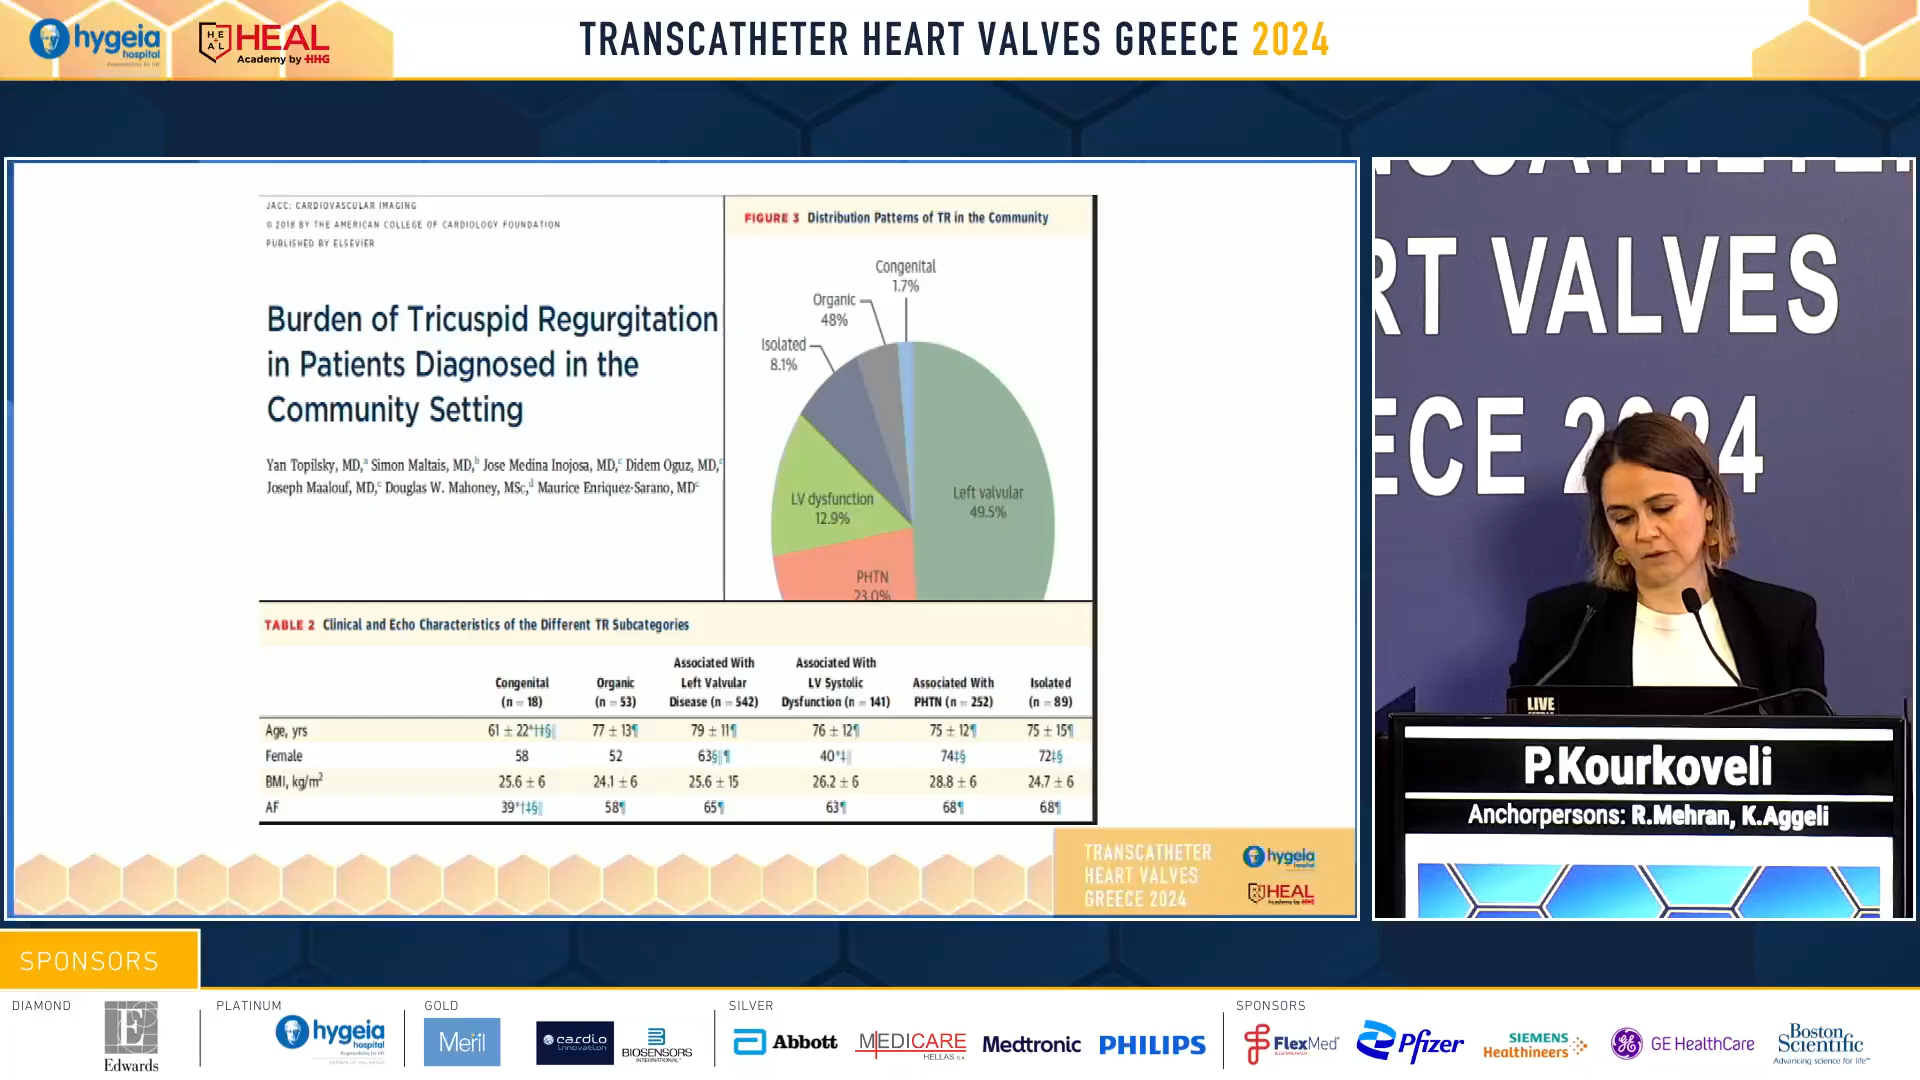 hygeia
hospital
HEAL
HEAL
Academy by HHG
TRANSCATHETER HEART VALVES GREECE 2024
JACC: CARDIOVASCULAR IMAGING
© 2018 BY THE AMERICAN COLLEGE OF CARDIOLOGY FOUNDATION
PUBLISHED BY ELSEVIER
Burden of Tricuspid Regurgitation
in Patients Diagnosed in the
Community Setting
Yan Topilsky, MD,a Simon Maltais, MD,b Jose Medina Inojosa, MD,c Didem Oguz, MD,c
Joseph Maalouf, MD,c Douglas W. Mahoney, MSc,d Maurice Enriquez-Sarano, MDc
FIGURE 3 Distribution Patterns of TR in the Community
Congenital
1.7%
Organic
48%
Isolated
8.1%
LV dysfunction
12.9%
Left valvular
49.5%
PHTN
23.0%
TABLE 2 Clinical and Echo Characteristics of the Different TR Subcategories
Congenital (n = 18) Organic (n = 53) Associated With Left Valvular Disease (n = 542) Associated With LV Systolic Dysfunction (n = 141) Associated With PHTN (n = 252) Isolated (n = 89)
Age, yrs 61 ± 22*†‡§|| 77 ± 13¶ 79 ± 11¶ 76 ± 12¶ 75 ± 12¶ 75 ± 15¶
Female 58 52 63§||¶ 40*‡|| 74‡§ 72‡§
BMI, kg/m² 25.6 ± 6 24.1 ± 6 25.6 ± 15 26.2 ± 6 28.8 ± 6 24.7 ± 6
AF 39*†‡§|| 58¶ 65¶ 63¶ 68¶ 68¶
TRANSCATHETER
HEART VALVES
GREECE 2024
hygeia
HEAL
RT VALVES
ECE 2024
LIVE
P.Kourkoveli
Anchorpersons: R.Mehran, K.Aggeli
SPONSORS
DIAMOND
E
Edwards
PLATINUM
hygeia
hospital
GOLD
Meril
cardio
innovation
BIOSENSORS
INTERNATIONAL
SILVER
Abbott
MEDICARE
HELLAS S.A.
Medtronic
PHILIPS
SPONSORS
FlexMed
Pfizer
SIEMENS
Healthineers
GE HealthCare
Boston
Scientific
Advancing science for life™